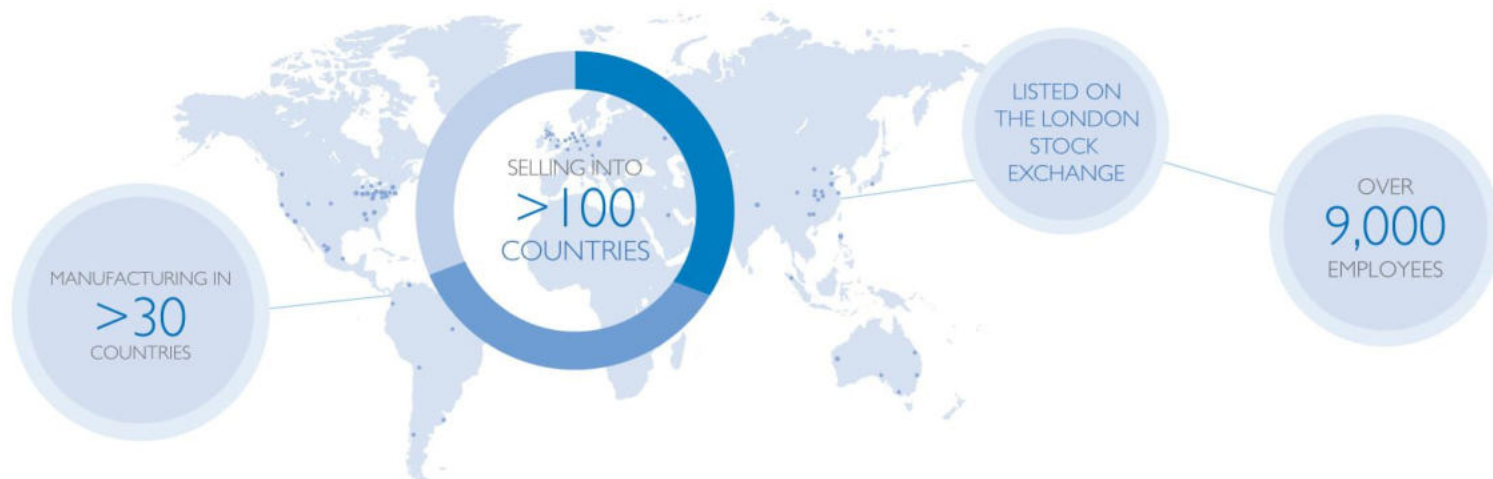 MANUFACTURING IN
>30
COUNTRIES
SELLING INTO
>100
COUNTRIES
LISTED ON
THE LONDON
STOCK
EXCHANGE
OVER
9,000
EMPLOYEES